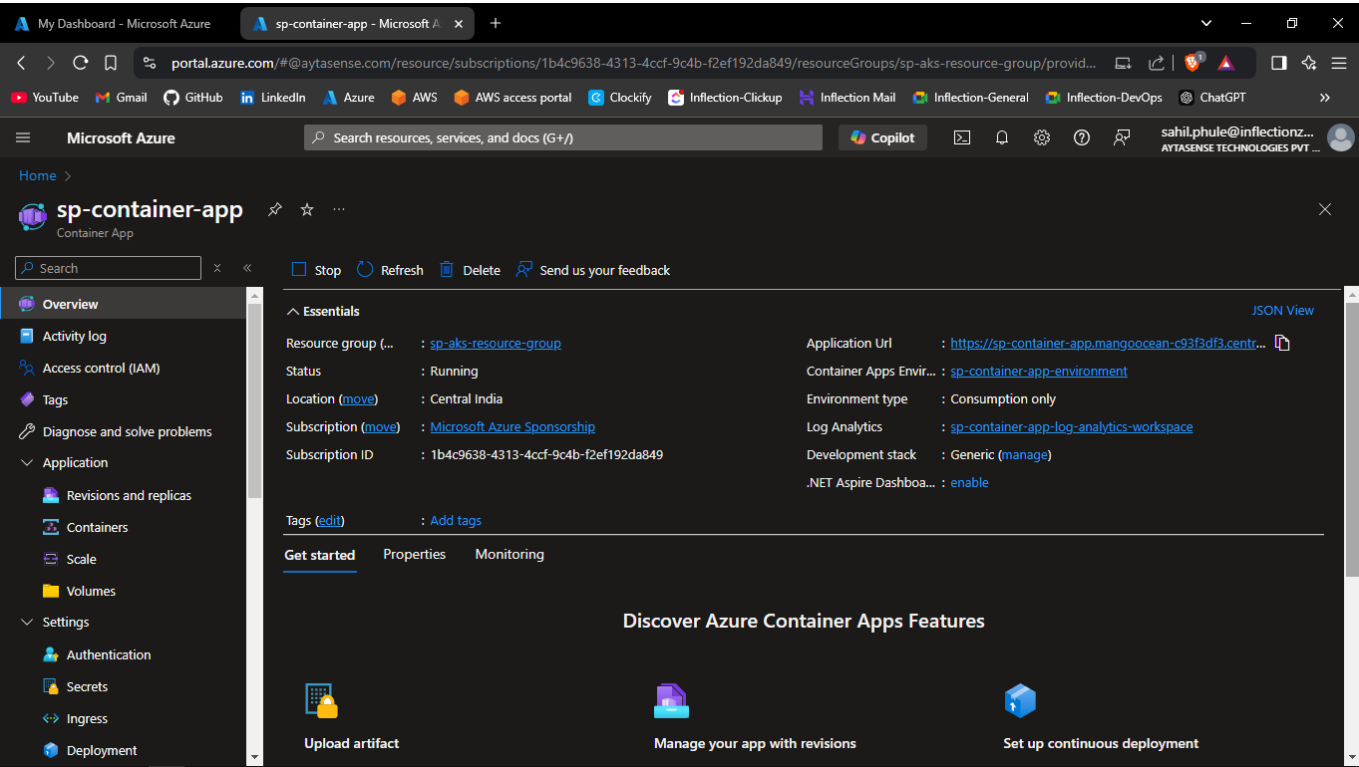 My Dashboard - Microsoft Azure
sp-container-app - Microsoft A
portal.azure.com/#@aytasense.com/resource/subscriptions/1b4c9638-4313-4ccf-9c4b-f2ef192da849/resourceGroups/sp-aks-resource-group/provid...
1
YouTube Gmail GitHub LinkedIn Azure AWS AWS access portal Clockify Inflection-Clickup Inflection Mail Inflection-General Inflection-DevOps ChatGPT
Microsoft Azure
Search resources, services, and docs (G+/)
Copilot
sahil.phule@inflectionz...
AYTASENSE TECHNOLOGIES PVT ...
Home >
sp-container-app
Container App
Search
Stop Refresh Delete Send us your feedback
Overview
Activity log
Access control (IAM)
Tags
Diagnose and solve problems
Application
Revisions and replicas
Containers
Scale
Volumes
Settings
Authentication
Secrets
Ingress
Deployment
Essentials
JSON View
Resource group (... : sp-aks-resource-group
Status : Running
Location (move) : Central India
Subscription (move) : Microsoft Azure Sponsorship
Subscription ID : 1b4c9638-4313-4ccf-9c4b-f2ef192da849
Application Url : https://sp-container-app.mangoocean-c93f3df3.centr...
Container Apps Envir... : sp-container-app-environment
Environment type : Consumption only
Log Analytics : sp-container-app-log-analytics-workspace
Development stack : Generic (manage)
.NET Aspire Dashboa... : enable
Tags (edit) : Add tags
Get started Properties Monitoring
Discover Azure Container Apps Features
Upload artifact
Manage your app with revisions
Set up continuous deployment